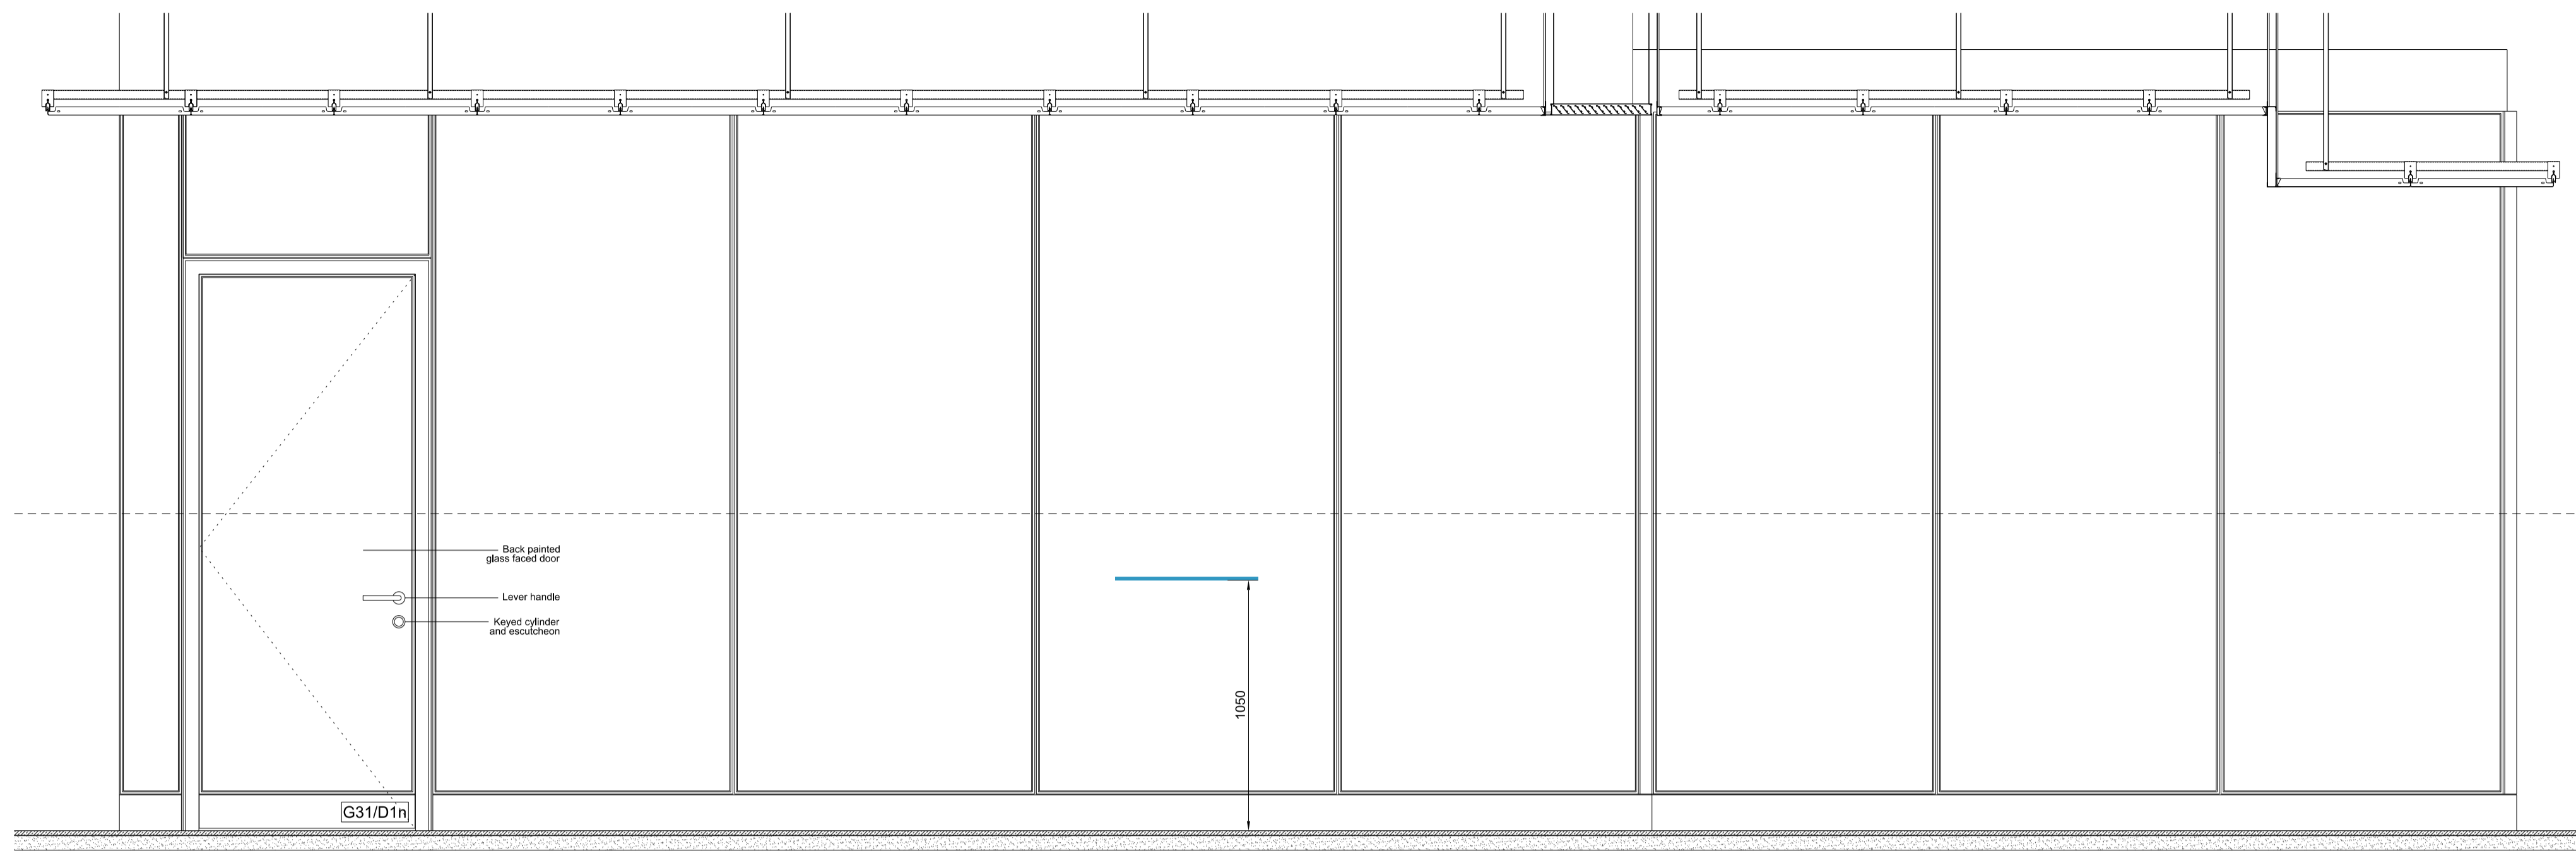 Back painted
glass faced door
Lever handle
Keyed cylinder
and escutcheon
1050
G31/D1n